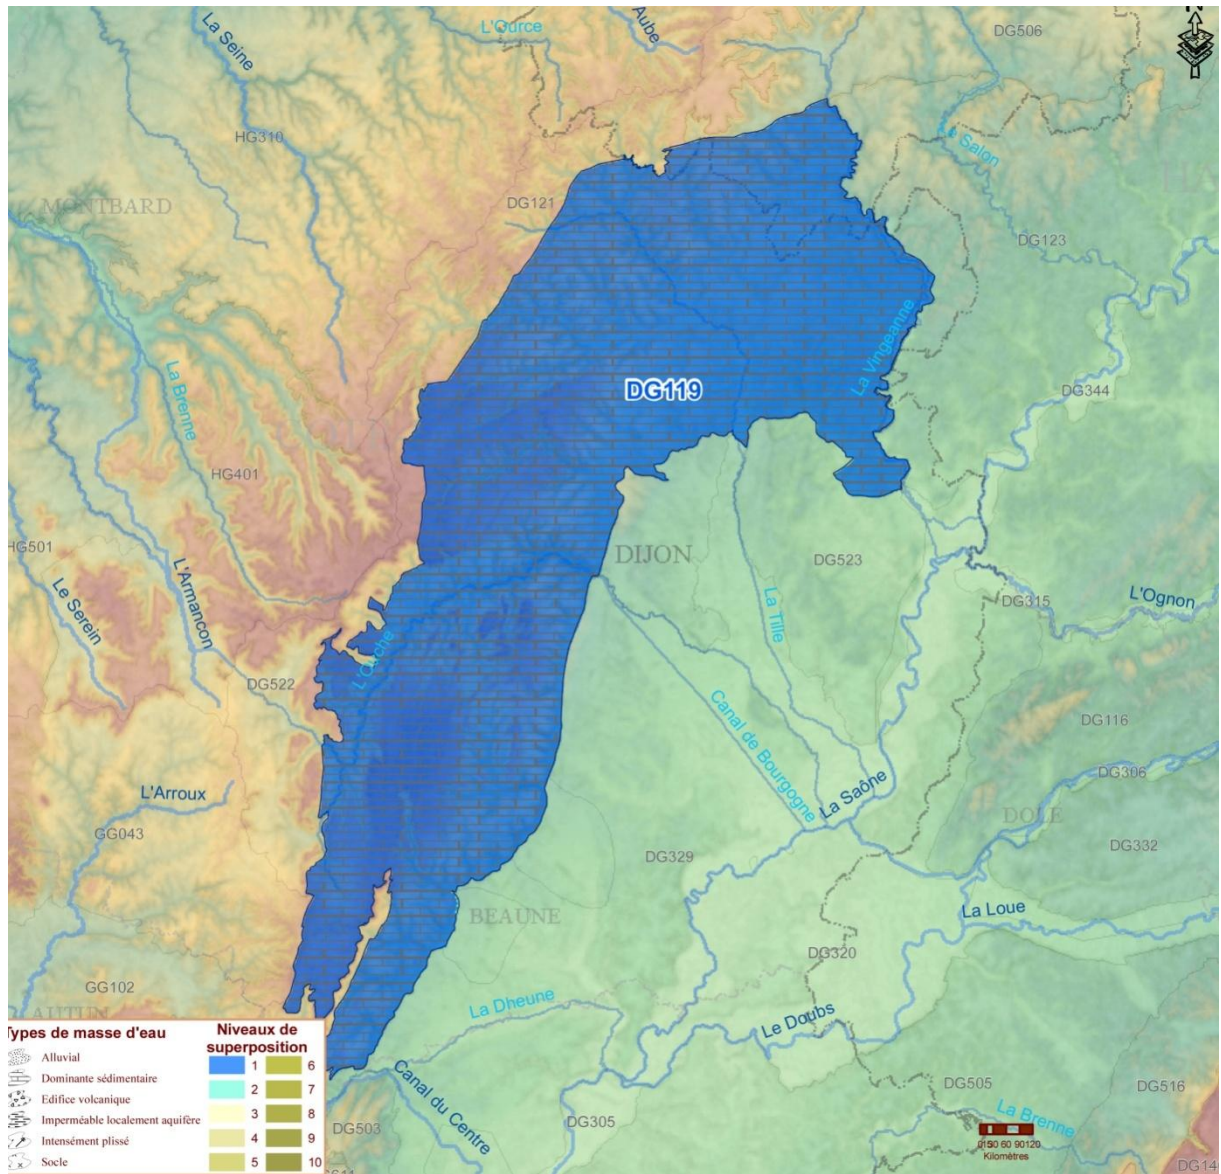 N
L'Ource
Aube
La Seine
DG506
HG310
Le Salon
MONTBARD
DG121
DG123
La Vingeanne
La Brenne
DG119
DG344
HG401
HG501
DIJON
DG523
L'Armançon
Le Serein
La Tille
DG315
L'Ognon
L'Ouche
DG522
Canal de Bourgogne
DG116
L'Arroux
La Saône
DG306
GG043
DOLE
DG332
DG329
BEAUNE
La Loue
DG320
GG102
AUTUN
La Dheune
Le Doubs
Canal du Centre
DG505
DG516
La Brenne
DG503
DG305
Types de masse d'eau
Alluvial
Dominante sédimentaire
Edifice volcanique
Imperméable localement aquifère
Intensément plissé
Socle
Niveaux de
superposition
1 6
2 7
3 8
4 9
5 10
Kilomètres